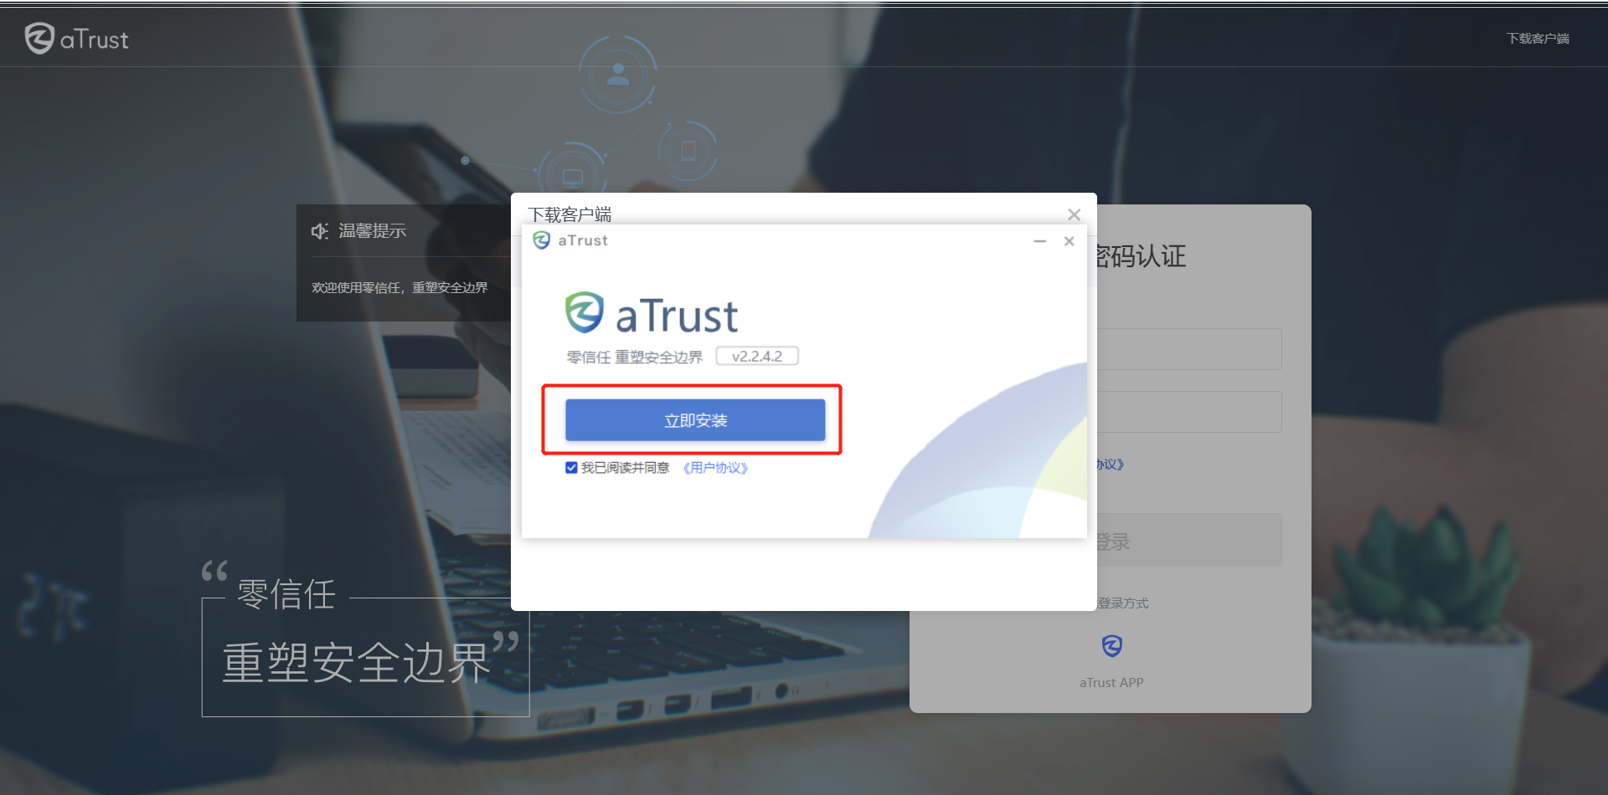 aTrust
下载客户端
温馨提示
欢迎使用零信任，重塑安全边界
下载客户端
aTrust
aTrust
零信任 重塑安全边界 v2.2.4.2
立即安装
我已阅读并同意 《用户协议》
密码认证
协议》
登录
登录方式
aTrust APP
“零信任
重塑安全边界”